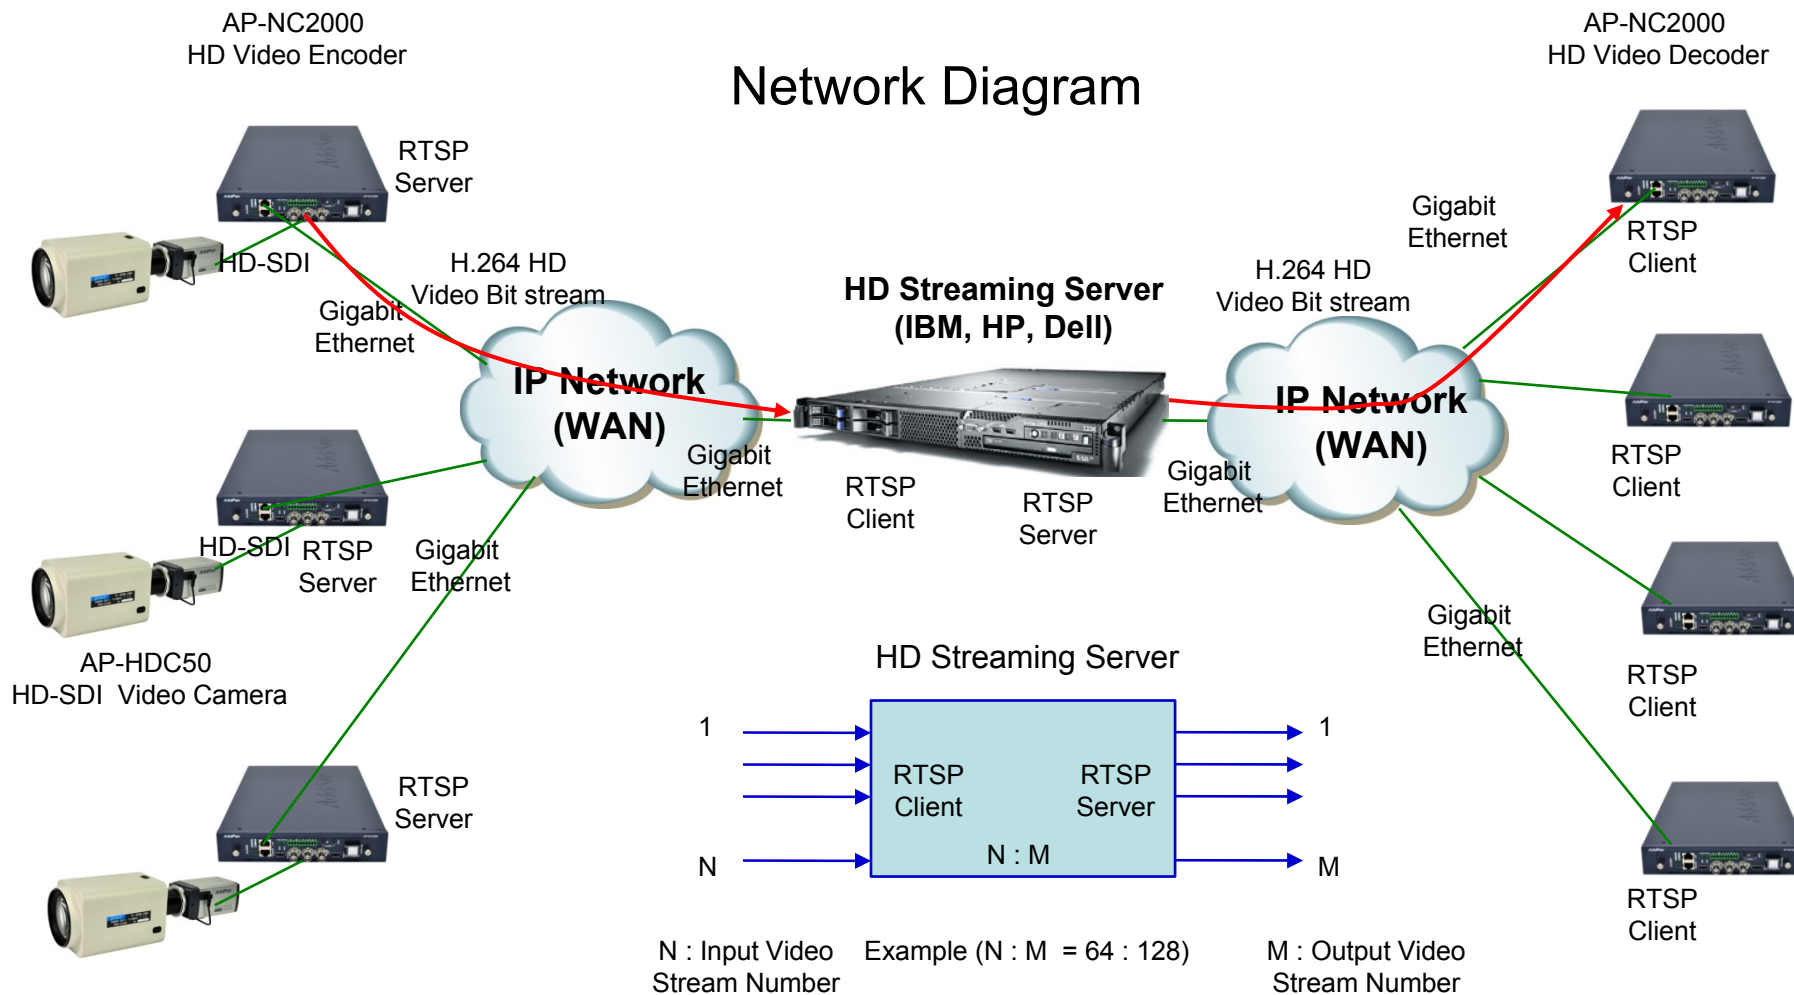 AP-NC2000
HD Video Encoder
AP-NC2000
HD Video Decoder
Network Diagram
RTSP
Server
HD-SDI
Gigabit
Ethernet
H.264 HD
Video Bit stream
IP Network
(WAN)
HD Streaming Server
(IBM, HP, Dell)
H.264 HD
Video Bit stream
Gigabit
Ethernet
RTSP
Client
IP Network
(WAN)
Gigabit
Ethernet
RTSP
Client
RTSP
Server
Gigabit
Ethernet
RTSP
Client
HD-SDI
RTSP
Server
Gigabit
Ethernet
AP-HDC50
HD-SDI Video Camera
Gigabit
Ethernet
RTSP
Client
RTSP
Server
RTSP
Client
HD Streaming Server
1
N
RTSP
Client
RTSP
Server
N : M
1
M
N : Input Video
Stream Number
Example (N : M = 64 : 128)
M : Output Video
Stream Number